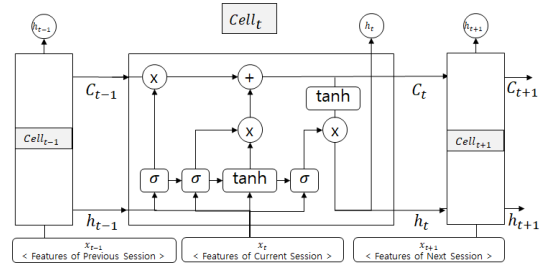 h_{t-1}
Cell_t
h_t
h_{t+1}
x
+
C_{t-1}
tanh
C_t
C_{t+1}
x
x
Cell_{t-1}
Cell_{t+1}
σ
σ
tanh
σ
h_{t-1}
h_t
h_{t+1}
x_{t-1}
< Features of Previous Session >
x_t
< Features of Current Session >
x_{t+1}
< Features of Next Session >